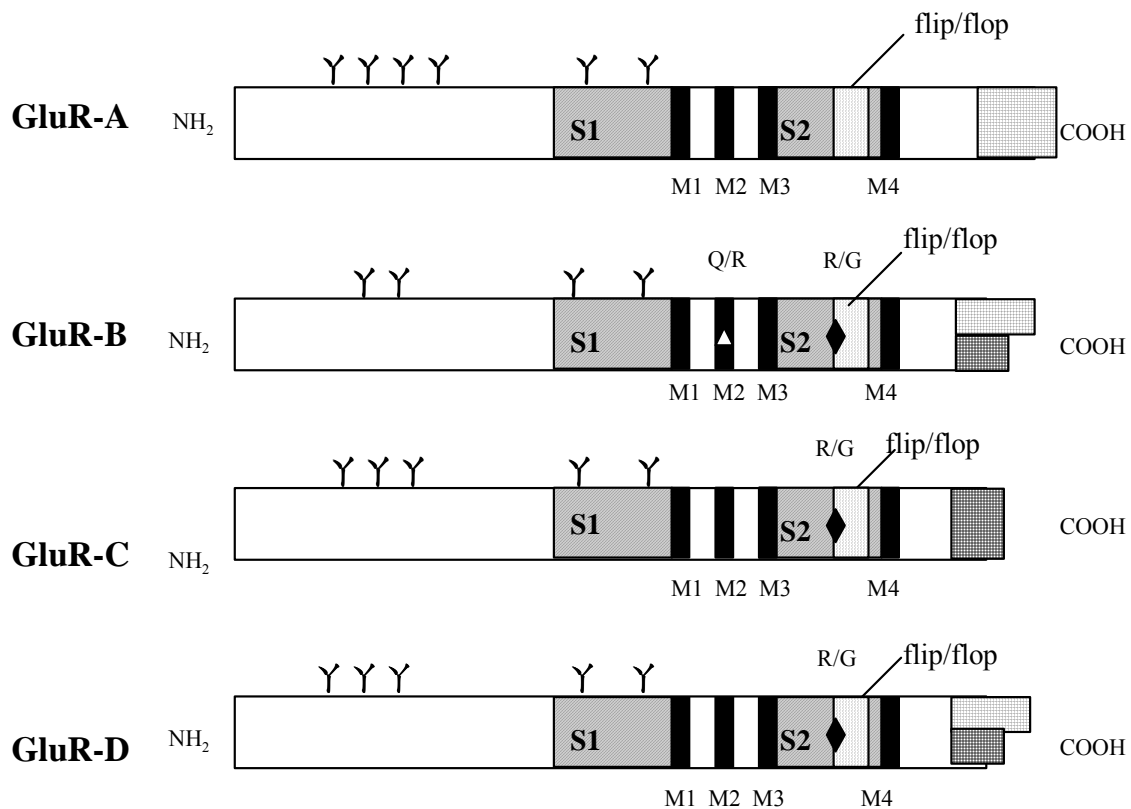 flip/flop
GluR-A NH2 S1 S2 COOH
M1 M2 M3 M4
Q/R R/G flip/flop
GluR-B NH2 S1 S2 COOH
M1 M2 M3 M4
R/G flip/flop
GluR-C NH2 S1 S2 COOH
M1 M2 M3 M4
R/G flip/flop
GluR-D NH2 S1 S2 COOH
M1 M2 M3 M4